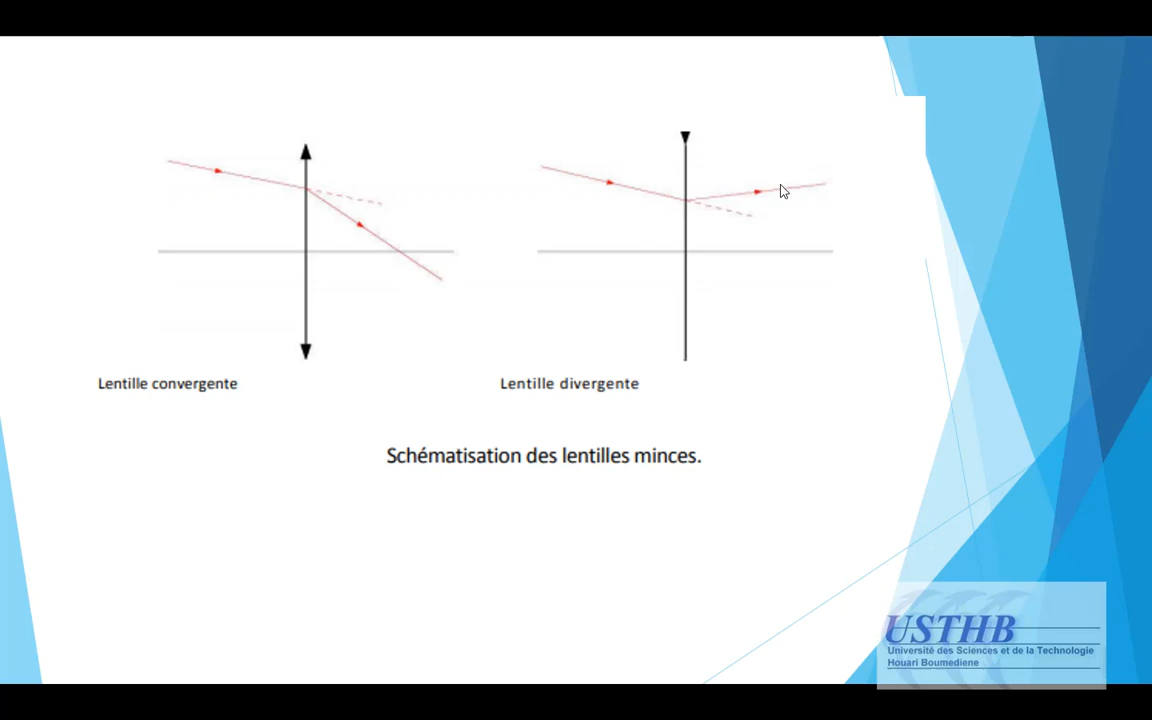 Lentille convergente
Lentille divergente
Schématisation des lentilles minces.
USTHB
Université des Sciences et de la Technologie
Houari Boumediene